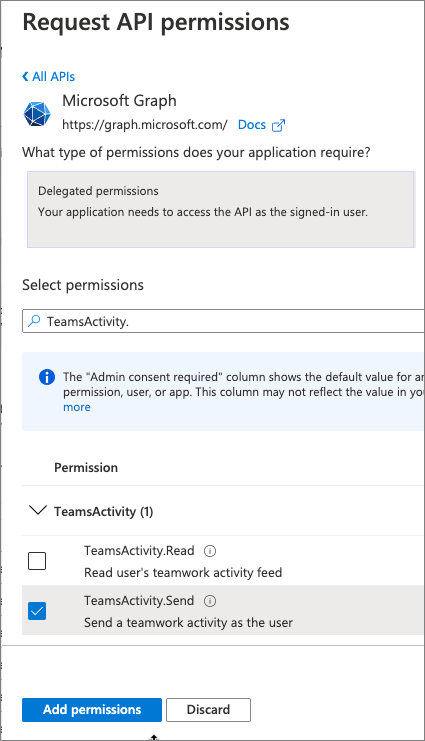 Request API permissions
All APIs
Microsoft Graph
https://graph.microsoft.com/ Docs
What type of permissions does your application require?
Delegated permissions
Your application needs to access the API as the signed-in user.
Select permissions
TeamsActivity.
The "Admin consent required" column shows the default value for an
permission, user, or app. This column may not reflect the value in you
more
Permission
TeamsActivity (1)
TeamsActivity.Read
Read user's teamwork activity feed
TeamsActivity.Send
Send a teamwork activity as the user
Add permissions Discard